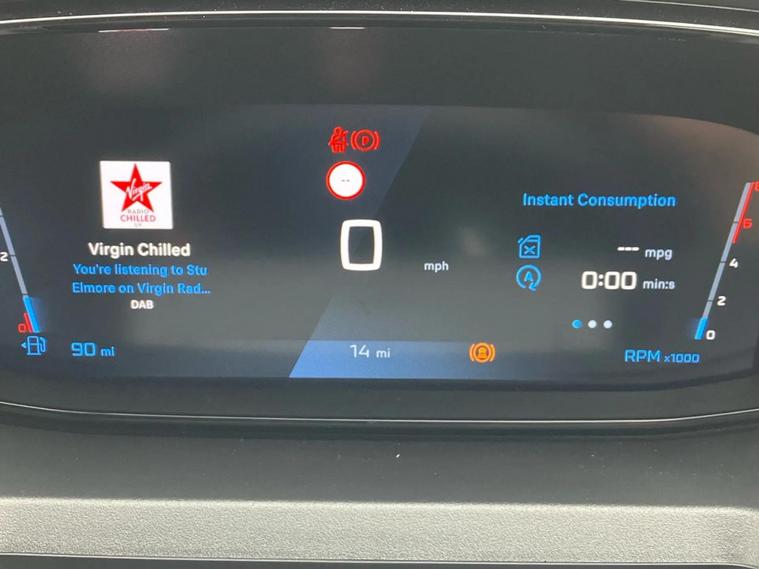 (D)
--
Virgin
RADIO
CHILLED
UK
Virgin Chilled
You're listening to Stu
Elmore on Virgin Rad...
DAB
0
mph
Instant Consumption
--- mpg
A
0:00 min:s
2
0
90 mi
14 mi
6
4
2
0
RPM x1000